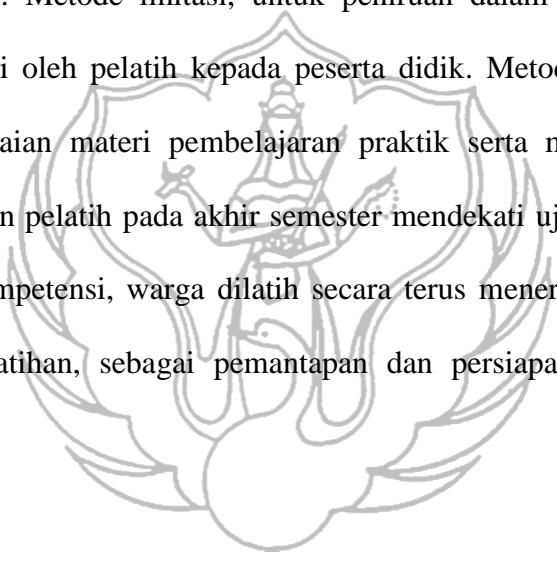 . Metode imitasi, untuk peniruan dalam
i oleh pelatih kepada peserta didik. Metod
aian materi pembelajaran praktik serta m
n pelatih pada akhir semester mendekati uj
mpetensi, warga dilatih secara terus mener
atihan, sebagai pemantapan dan persiapa